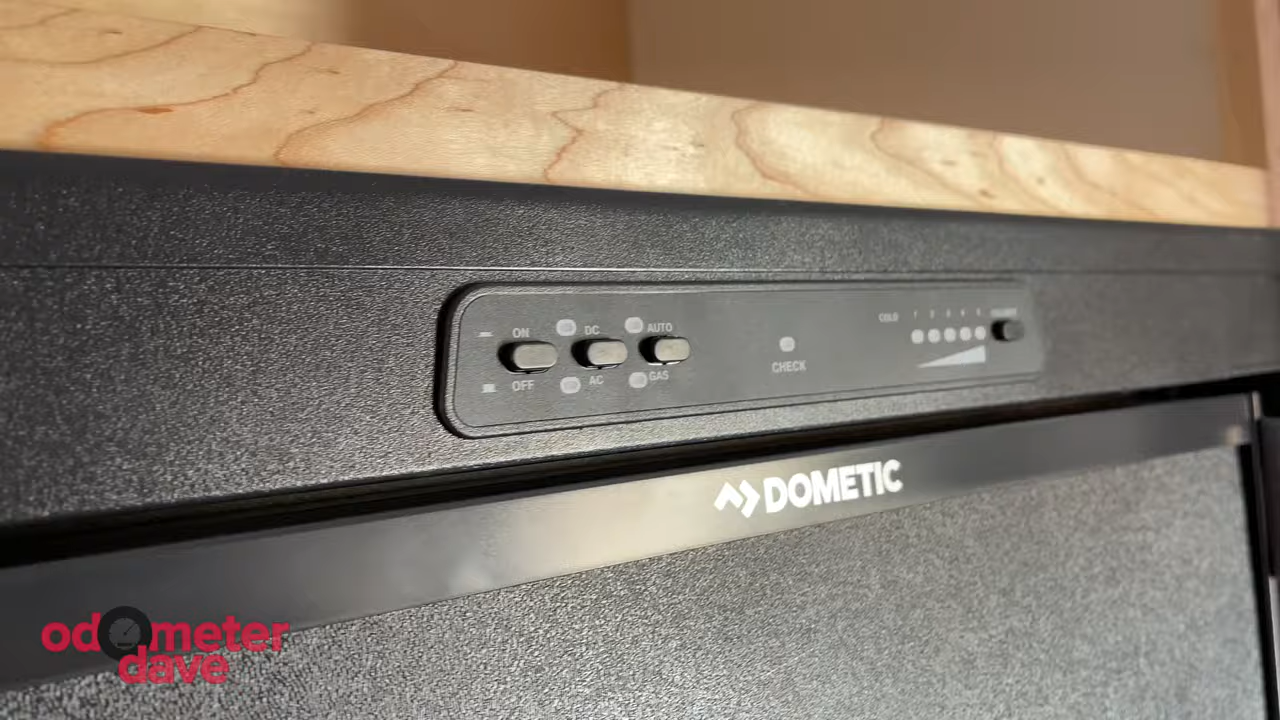 ON
DC
AUTO
OFF
AC
GAS
CHECK
COLD
1 2 3 4 5
DOMETIC
odometer
dave